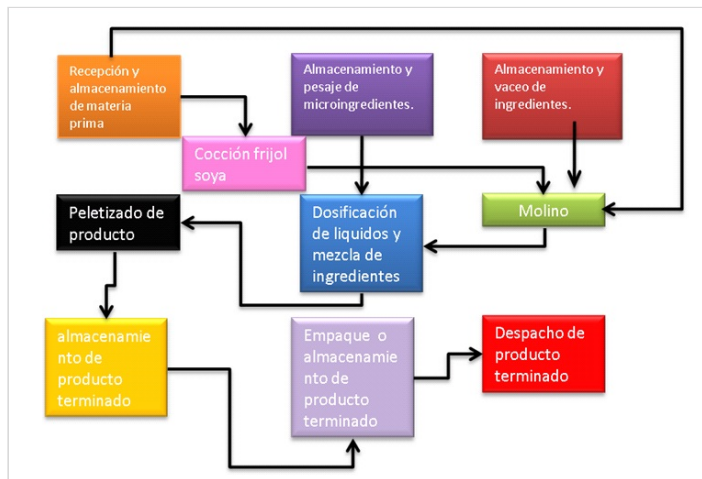 Recepción y
almacenamiento
de materia
prima
Almacenamiento y
pesaje de
microingredientes.
Almacenamiento y
vaceo de
ingredientes.
Cocción frijol
soya
Peletizado de
producto
Dosificación
de liquidos y
mezcla de
ingredientes
Molino
almacenamie
nto de
producto
terminado
Empaque o
almacenamie
nto de
producto
terminado
Despacho de
producto
terminado